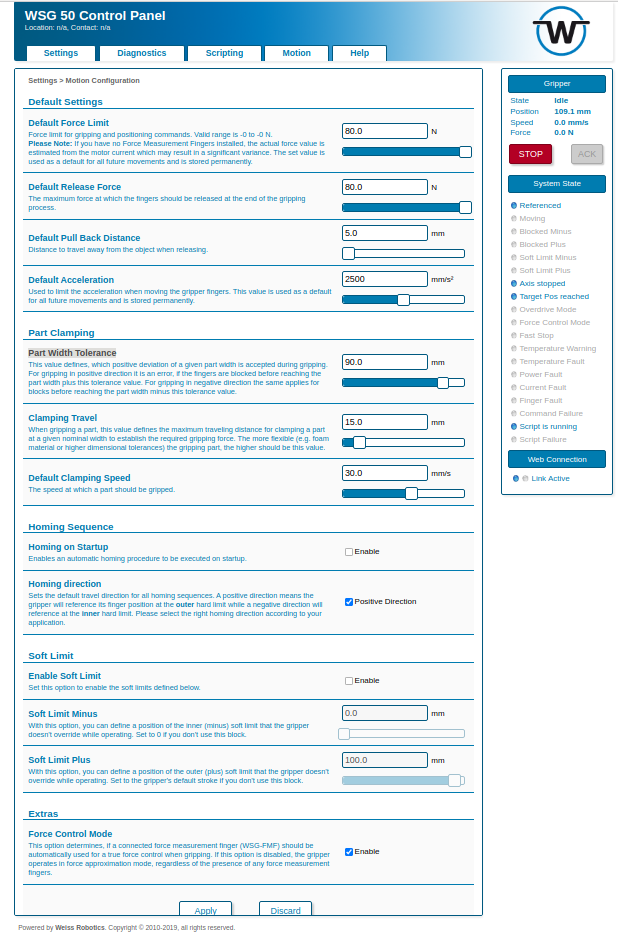 WSG 50 Control Panel
Location: n/a, Contact: n/a
W
Settings
Diagnostics
Scripting
Motion
Help
Settings > Motion Configuration
Default Settings
Default Force Limit
Force limit for gripping and positioning commands. Valid range is -0 to -0 N.
Please Note: If you have no Force Measurement Fingers installed, the actual force value is
estimated from the motor current which may result in a significant variance. The set value is
used as a default for all future movements and is stored permanently.
80.0 N
Default Release Force
The maximum force at which the fingers should be released at the end of the gripping
process.
80.0 N
Default Pull Back Distance
Distance to travel away from the object when releasing.
5.0 mm
Default Acceleration
Used to limit the acceleration when moving the gripper fingers. This value is used as a default
for all future movements and is stored permanently.
2500 mm/s²
Part Clamping
Part Width Tolerance
This value defines, which positive deviation of a given part width is accepted during gripping.
For gripping in positive direction it is an error, if the fingers are blocked before reaching the
part width plus this tolerance value. For gripping in negative direction the same applies for
blocks before reaching the part width minus this tolerance value.
90.0 mm
Clamping Travel
When gripping a part, this value defines the maximum traveling distance for clamping a part
at a given nominal width to establish the required gripping force. The more flexible (e.g. foam
material or higher dimensional tolerances) the gripping part, the higher should be this value.
15.0 mm
Default Clamping Speed
The speed at which a part should be gripped.
30.0 mm/s
Homing Sequence
Homing on Startup
Enables an automatic homing procedure to be executed on startup.
Enable
Homing direction
Sets the default travel direction for all homing sequences. A positive direction means the
gripper will reference its finger position at the outer hard limit while a negative direction will
reference at the inner hard limit. Please select the right homing direction according to your
application.
Positive Direction
Soft Limit
Enable Soft Limit
Set this option to enable the soft limits defined below.
Enable
Soft Limit Minus
With this option, you can define a position of the inner (minus) soft limit that the gripper
doesn't override while operating. Set to 0 if you don't use this block.
0.0 mm
Soft Limit Plus
With this option, you can define a position of the outer (plus) soft limit that the gripper doesn't
override while operating. Set to the gripper's default stroke if you don't use this block.
100.0 mm
Extras
Force Control Mode
This option determines, if a connected force measurement finger (WSG-FMF) should be
automatically used for a true force control when gripping. If this option is disabled, the gripper
operates in force approximation mode, regardless of the presence of any force measurement
fingers.
Enable
Apply
Discard
Gripper
State Idle
Position 109.1 mm
Speed 0.0 mm/s
Force 0.0 N
STOP
ACK
System State
Referenced
Moving
Blocked Minus
Blocked Plus
Soft Limit Minus
Soft Limit Plus
Axis stopped
Target Pos reached
Overdrive Mode
Force Control Mode
Fast Stop
Temperature Warning
Temperature Fault
Power Fault
Current Fault
Finger Fault
Command Failure
Script is running
Script Failure
Web Connection
Link Active
Powered by Weiss Robotics. Copyright © 2010-2019, all rights reserved.